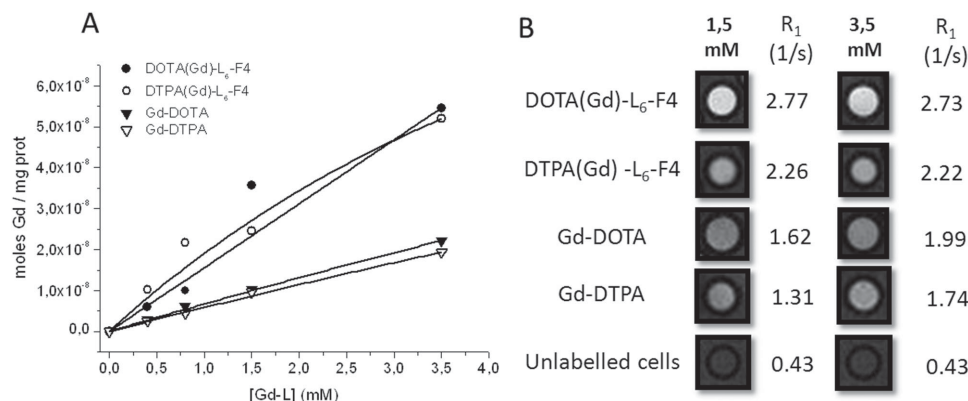 A
DOTA(Gd)-L6-F4
DTPA(Gd)-L6-F4
Gd-DOTA
Gd-DTPA
moles Gd / mg prot
6,0x10-8
5,0x10-8
4,0x10-8
3,0x10-8
2,0x10-8
1,0x10-8
0,0
0,0 0,5 1,0 1,5 2,0 2,5 3,0 3,5 4,0
[Gd-L] (mM)
B
1,5 mM R1 (1/s) 3,5 mM R1 (1/s)
DOTA(Gd)-L6-F4 2.77 2.73
DTPA(Gd) -L6-F4 2.26 2.22
Gd-DOTA 1.62 1.99
Gd-DTPA 1.31 1.74
Unlabelled cells 0.43 0.43